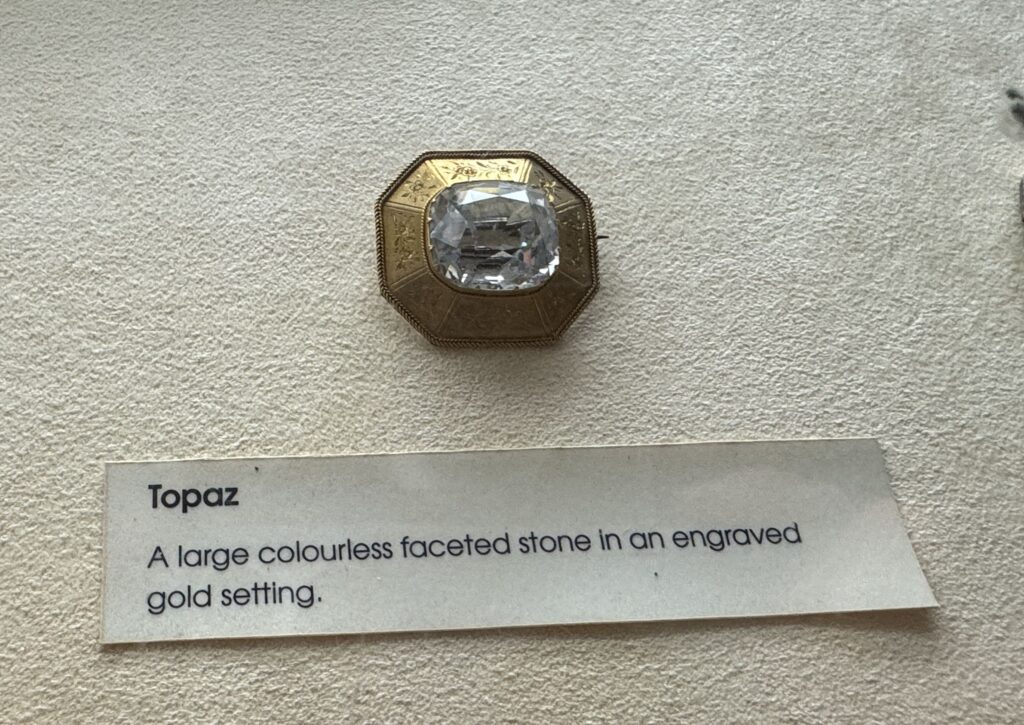 Topaz
A large colourless faceted stone in an engraved
gold setting.